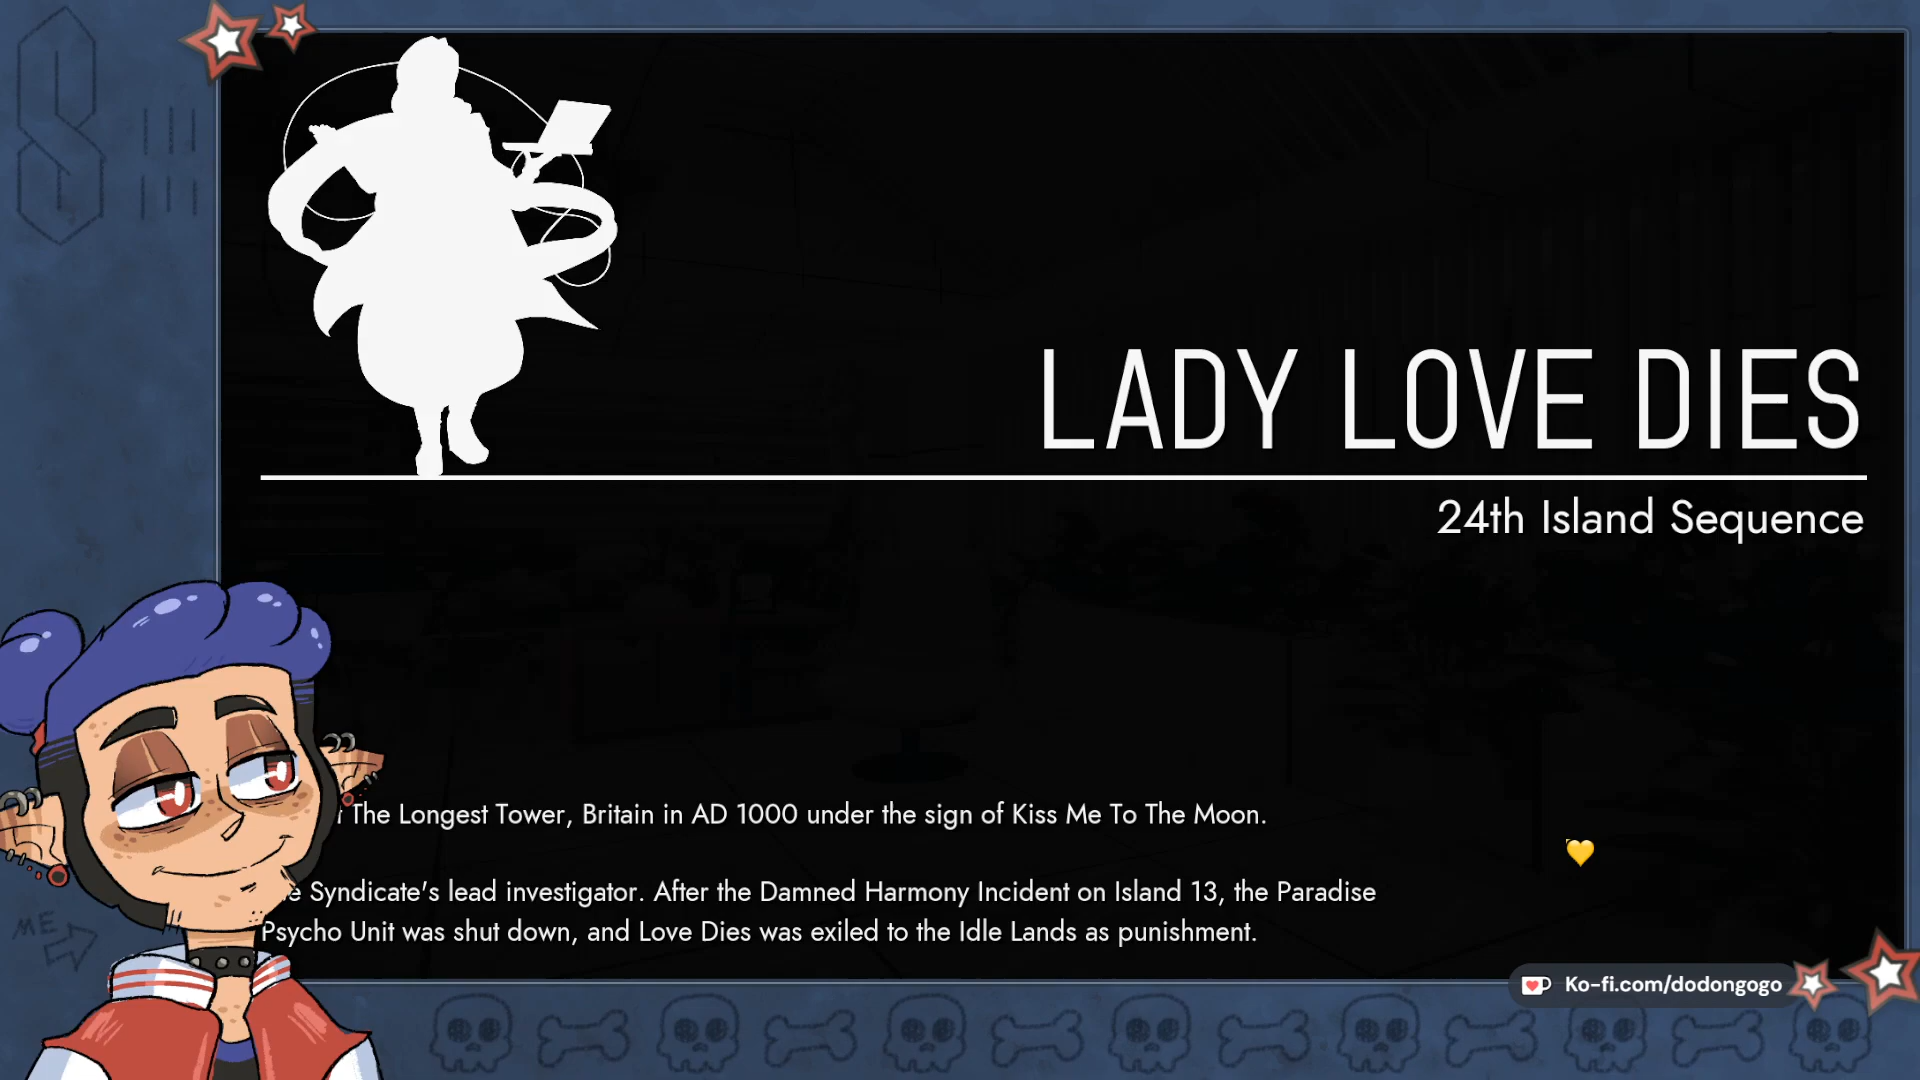 LADY LOVE DIES
24th Island Sequence
The Longest Tower, Britain in AD 1000 under the sign of Kiss Me To The Moon.
Syndicate's lead investigator. After the Damned Harmony Incident on Island 13, the Paradise
Psycho Unit was shut down, and Love Dies was exiled to the Idle Lands as punishment.
ME
Ko-fi.com/dodongogo